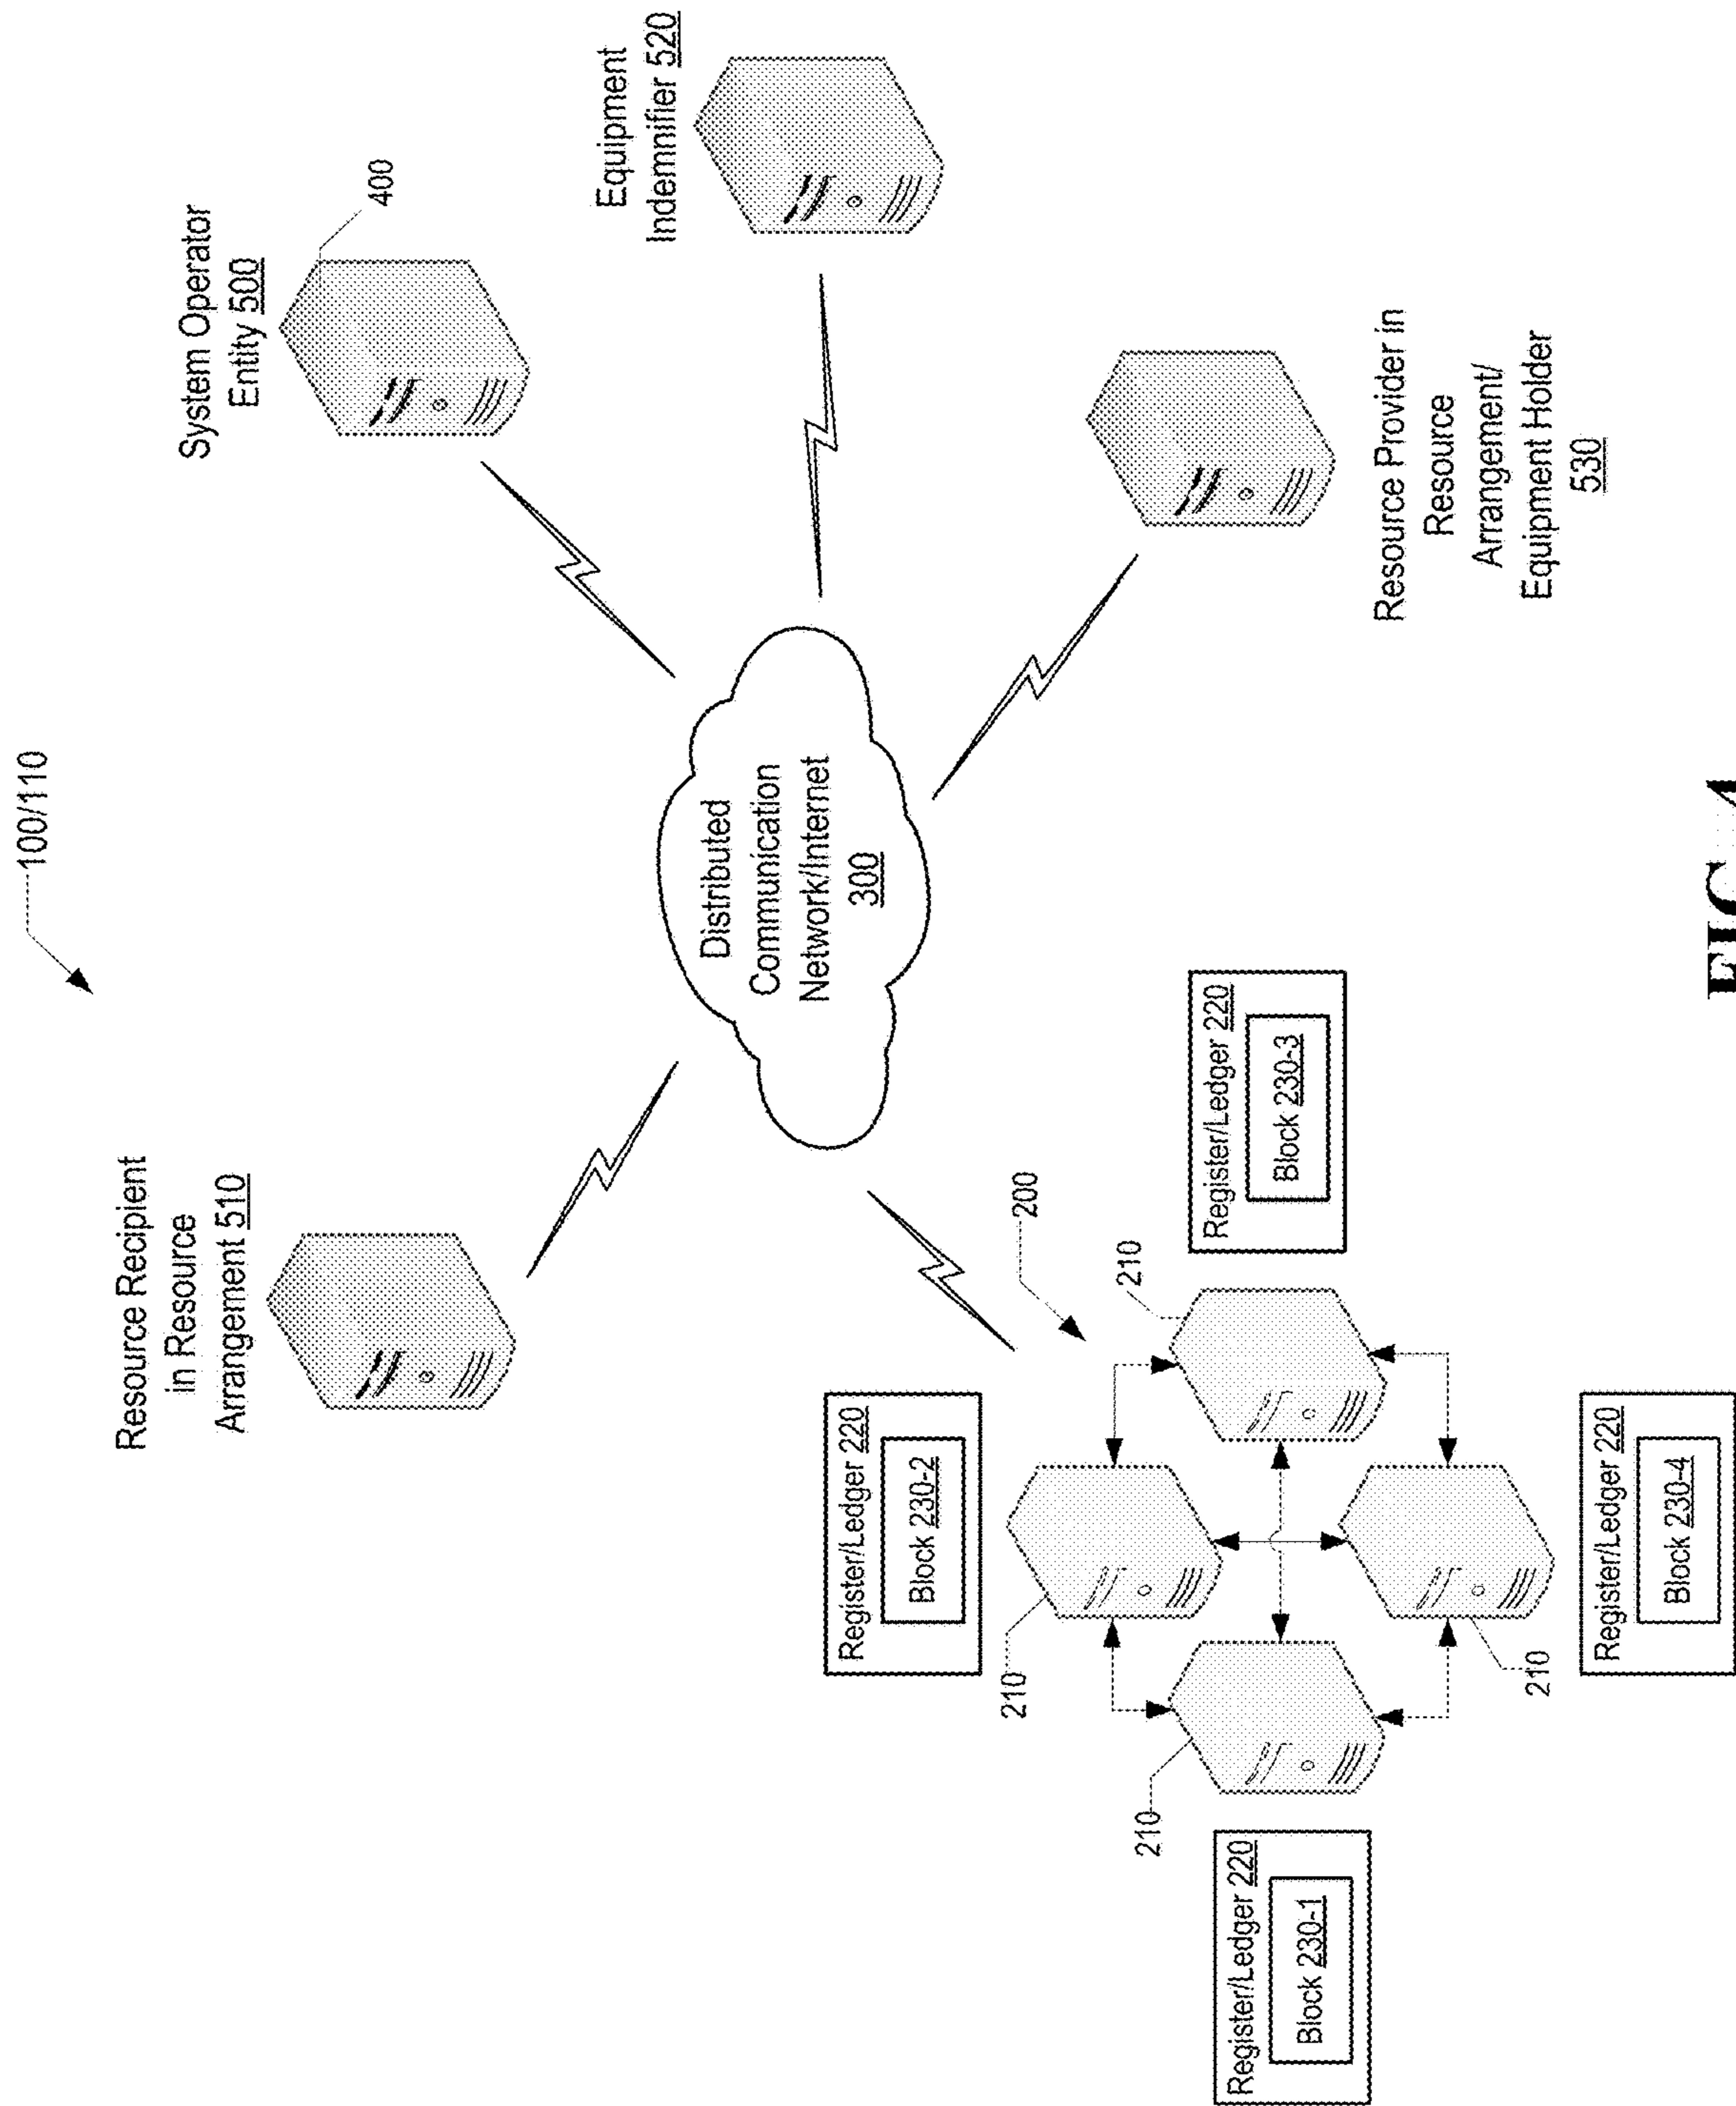 100/110
Resource Recipient
in Resource
Arrangement 510
System Operator
Entity 500
400
Equipment
Indemnifier 520
Distributed
Communication
Network/Internet
300
Resource Provider in
Resource
Arrangement/
Equipment Holder
530
200
Register/Ledger 220
Block 230-2
210
210
Register/Ledger 220
Block 230-3
210
Register/Ledger 220
Block 230-1
210
Register/Ledger 220
Block 230-4
FIG. 4